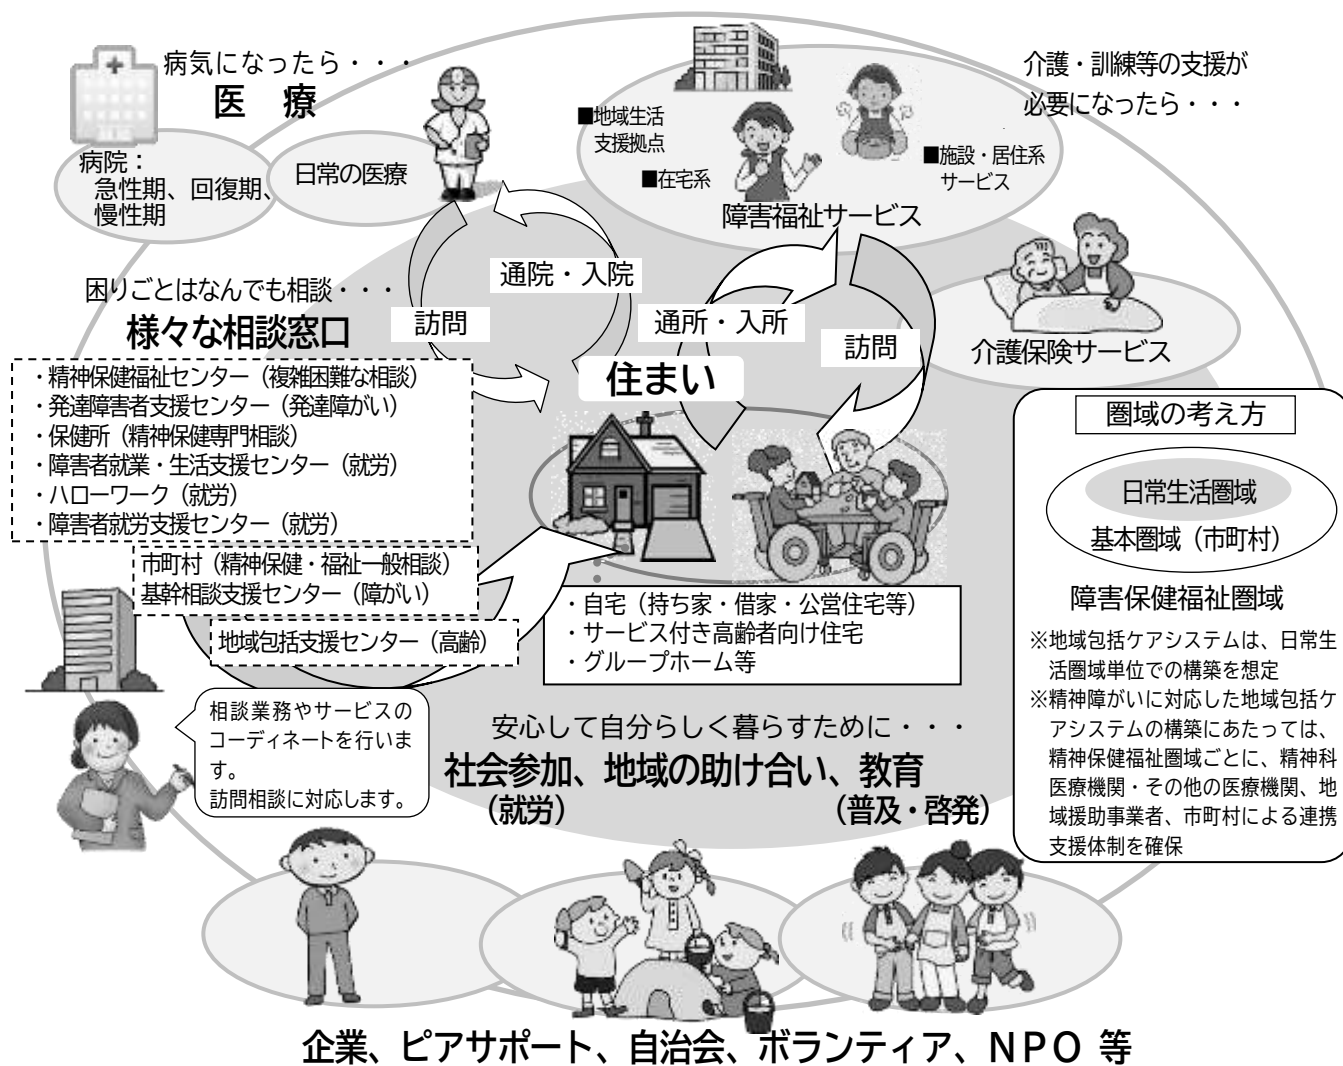 病気になったら・・・
医 療
病院：
急性期、回復期、
慢性期
日常の医療
介護・訓練等の支援が
必要になったら・・・
■地域生活
支援拠点
■在宅系
■施設・居住系
サービス
障害福祉サービス
介護保険サービス
通院・入院
訪問
通所・入所
訪問
住まい
困りごとはなんでも相談・・・
様々な相談窓口
・精神保健福祉センター（複雑困難な相談）
・発達障害者支援センター（発達障がい）
・保健所（精神保健専門相談）
・障害者就業・生活支援センター（就労）
・ハローワーク（就労）
・障害者就労支援センター（就労）
市町村（精神保健・福祉一般相談）
基幹相談支援センター（障がい）
地域包括支援センター（高齢）
相談業務やサービスの
コーディネートを行いま
す。
訪問相談に対応します。
・自宅（持ち家・借家・公営住宅等）
・サービス付き高齢者向け住宅
・グループホーム等
圏域の考え方
日常生活圏域
基本圏域（市町村）
障害保健福祉圏域
※地域包括ケアシステムは、日常生
活圏域単位での構築を想定
※精神障がいに対応した地域包括ケ
アシステムの構築にあたっては、
精神保健福祉圏域ごとに、精神科
医療機関・その他の医療機関、地
域援助事業者、市町村による連携
支援体制を確保
安心して自分らしく暮らすために・・・
社会参加、地域の助け合い、教育
（就労）
（普及・啓発）
企業、ピアサポート、自治会、ボランティア、NPO 等